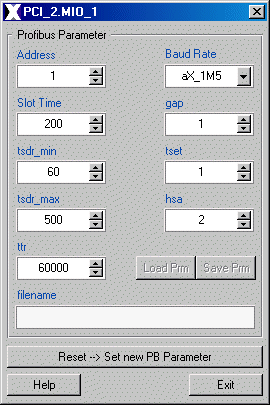 PCI_2.MIO_1
Profibus Parameter
Address Baud Rate
1 aX_1M5
Slot Time gap
200 1
tsdr_min tset
60 1
tsdr_max hsa
500 2
ttr
60000 Load Prm Save Prm
filename
Reset --> Set new PB Parameter
Help Exit